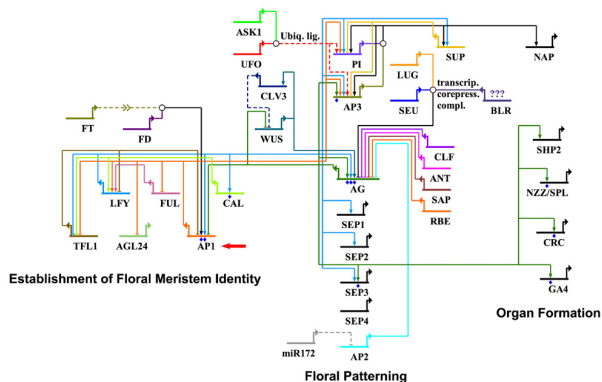 ASK1
Ubiq. lig.
UFO
PI
SUP
NAP
LUG
CLV3
AP3
transcrip.
corepress.
compl.
???
SEU
BLR
FT
FD
WUS
SHP2
CLF
ANT
NZZ/SPL
AG
SAP
LFY
FUL
CAL
RBE
SEP1
TFL1
AGL24
AP1
CRC
SEP2
Establishment of Floral Meristem Identity
SEP3
GA4
Organ Formation
SEP4
miR172
AP2
Floral Patterning